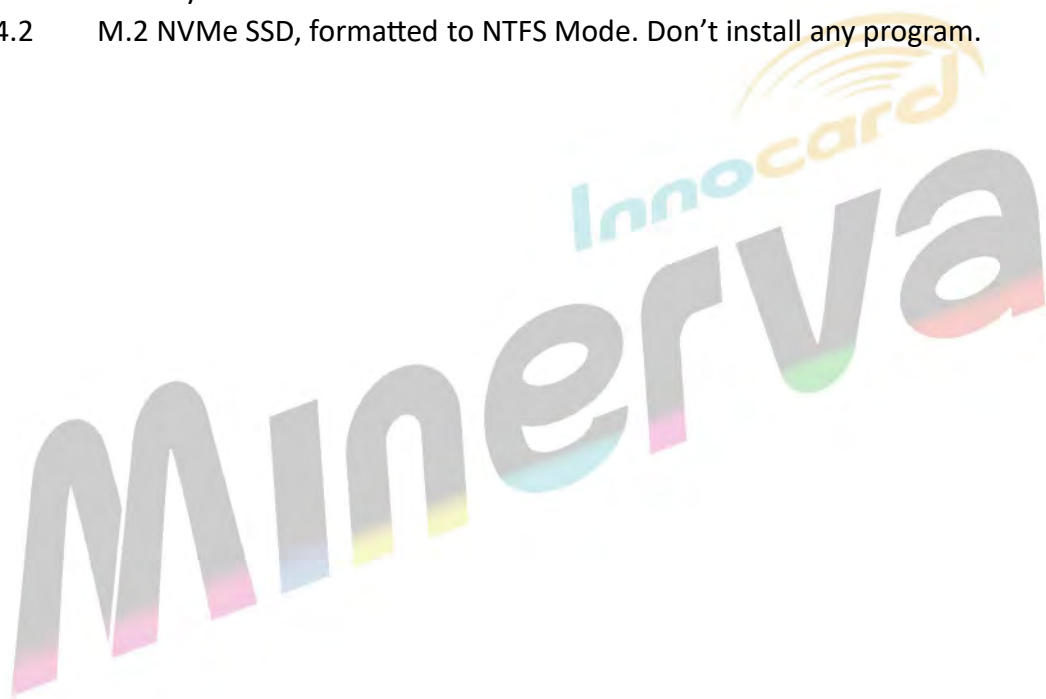 4.2 M.2 NVMe SSD, formatted to NTFS Mode. Don't install any program.
Innocard
Minerva